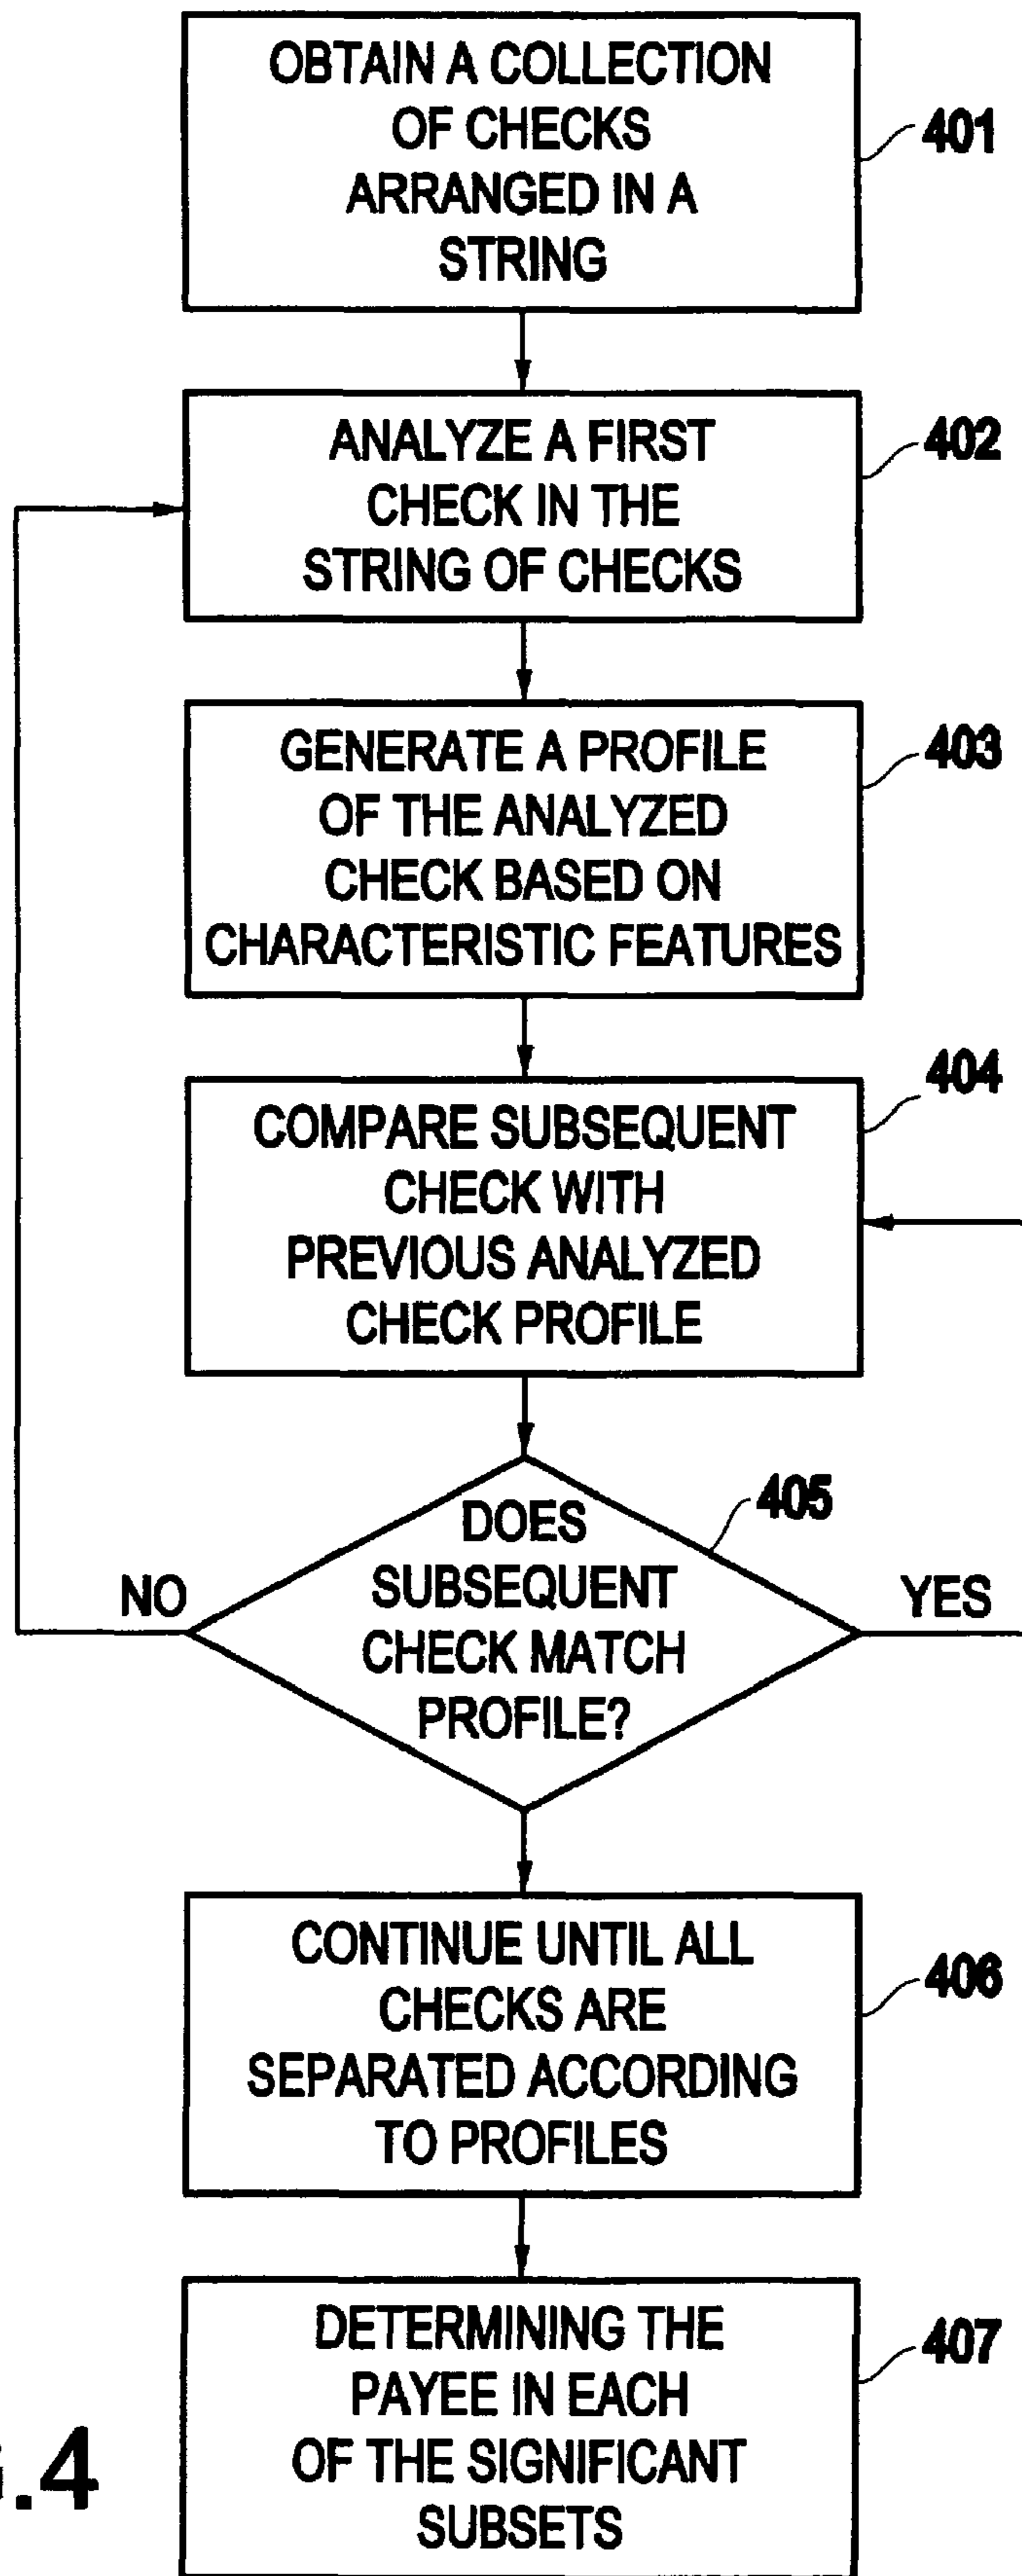 OBTAIN A COLLECTION
OF CHECKS
ARRANGED IN A
STRING
401
ANALYZE A FIRST
CHECK IN THE
STRING OF CHECKS
402
GENERATE A PROFILE
OF THE ANALYZED
CHECK BASED ON
CHARACTERISTIC FEATURES
403
COMPARE SUBSEQUENT
CHECK WITH
PREVIOUS ANALYZED
CHECK PROFILE
404
DOES
SUBSEQUENT
CHECK MATCH
PROFILE?
405
NO
YES
CONTINUE UNTIL ALL
CHECKS ARE
SEPARATED ACCORDING
TO PROFILES
406
DETERMINING THE
PAYEE IN EACH
OF THE SIGNIFICANT
SUBSETS
407
.4